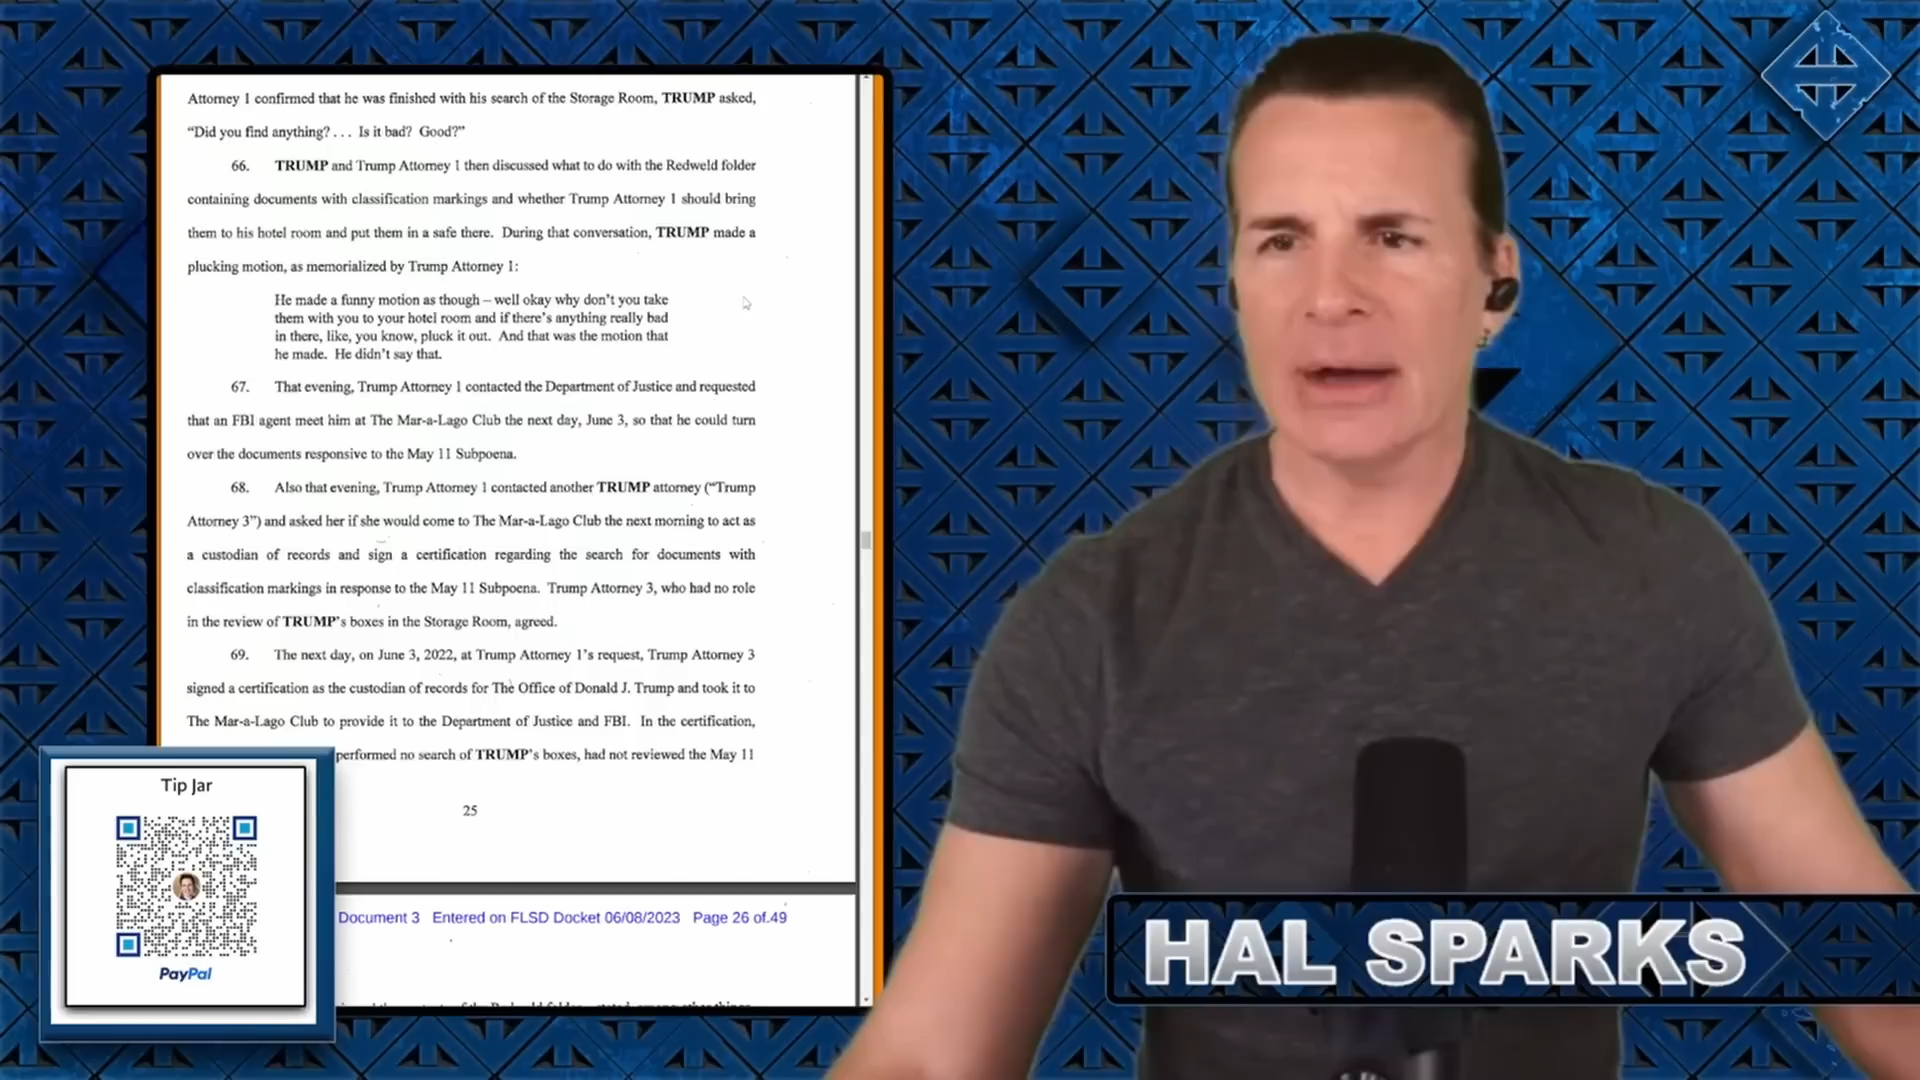 Attorney 1 confirmed that he was finished with his search of the Storage Room, TRUMP asked,
“Did you find anything? . . . Is it bad? Good?”
66. TRUMP and Trump Attorney 1 then discussed what to do with the Redweld folder
containing documents with classification markings and whether Trump Attorney 1 should bring
them to his hotel room and put them in a safe there. During that conversation, TRUMP made a
plucking motion, as memorialized by Trump Attorney 1:
He made a funny motion as though – well okay why don’t you take
them with you to your hotel room and if there’s anything really bad
in there, like, you know, pluck it out. And that was the motion that
he made. He didn’t say that.
67. That evening, Trump Attorney 1 contacted the Department of Justice and requested
that an FBI agent meet him at The Mar-a-Lago Club the next day, June 3, so that he could turn
over the documents responsive to the May 11 Subpoena.
68. Also that evening, Trump Attorney 1 contacted another TRUMP attorney (“Trump
Attorney 3”) and asked her if she would come to The Mar-a-Lago Club the next morning to act as
a custodian of records and sign a certification regarding the search for documents with
classification markings in response to the May 11 Subpoena. Trump Attorney 3, who had no role
in the review of TRUMP’s boxes in the Storage Room, agreed.
69. The next day, on June 3, 2022, at Trump Attorney 1’s request, Trump Attorney 3
signed a certification as the custodian of records for The Office of Donald J. Trump and took it to
The Mar-a-Lago Club to provide it to the Department of Justice and FBI. In the certification,
performed no search of TRUMP’s boxes, had not reviewed the May 11
25
Document 3 Entered on FLSD Docket 06/08/2023 Page 26 of 49
Tip Jar
PayPal
HAL SPARKS